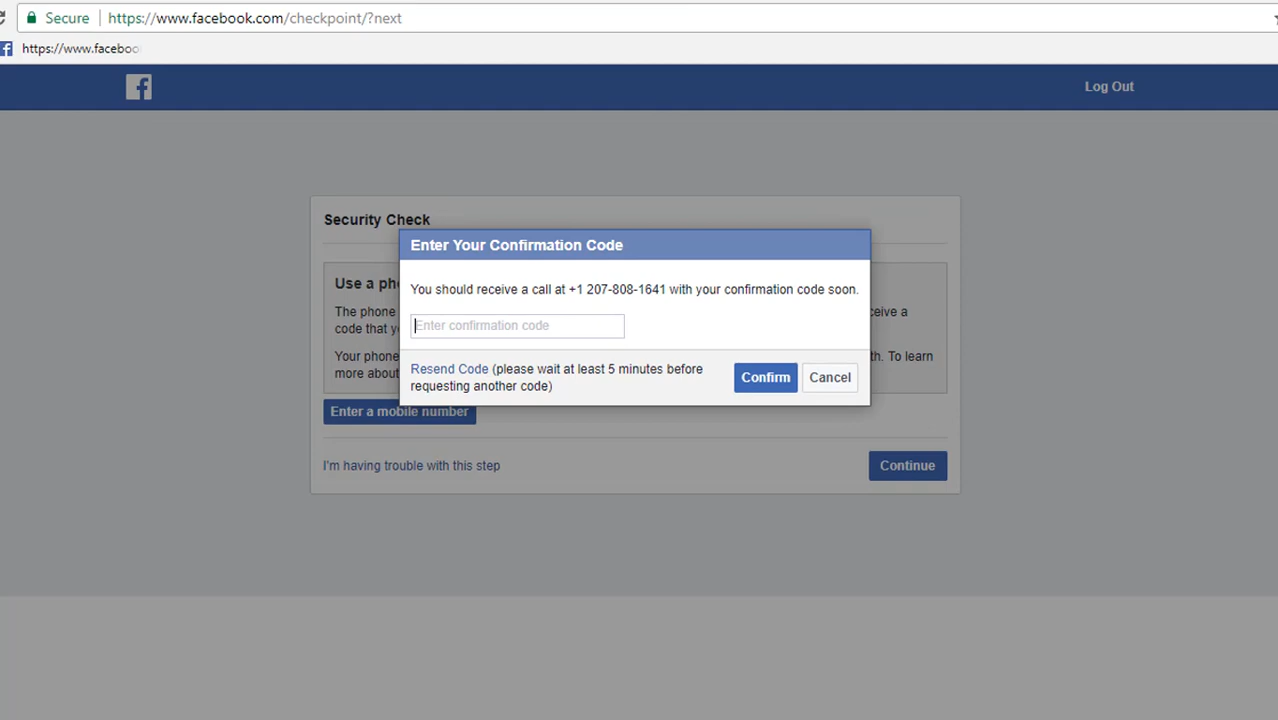 Secure https://www.facebook.com/checkpoint/?next
https://www.faceboo
Log Out
Security Check
Enter Your Confirmation Code
Use a ph
You should receive a call at +1 207-808-1641 with your confirmation code soon.
The phone
ceive a
code that yo
Enter confirmation code
Your phone
th. To learn
more about
Resend Code (please wait at least 5 minutes before
requesting another code)
Confirm
Cancel
Enter a mobile number
I'm having trouble with this step
Continue